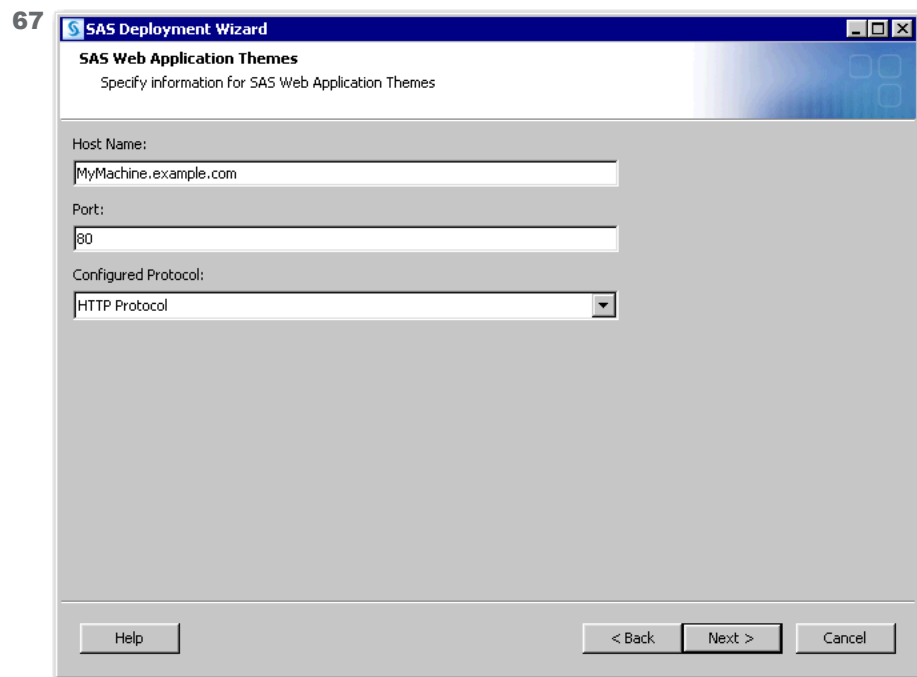 67
SAS Deployment Wizard
SAS Web Application Themes
Specify information for SAS Web Application Themes
Host Name:
MyMachine.example.com
Port:
80
Configured Protocol:
HTTP Protocol
Help
< Back
Next >
Cancel